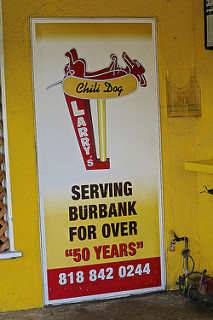 Chili Dog
LARRY'S
SERVING
BURBANK
FOR OVER
"50 YEARS"
818 842 0244